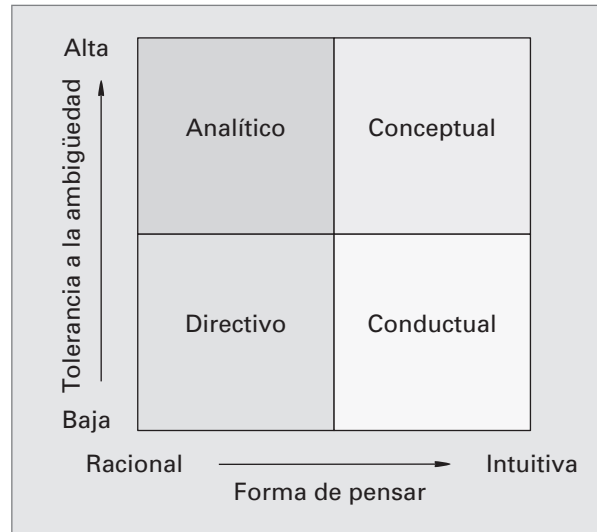 Alta
Analítico Conceptual
Tolerancia a la ambigüedad
Directivo Conductual
Baja
Racional Intuitiva
Forma de pensar